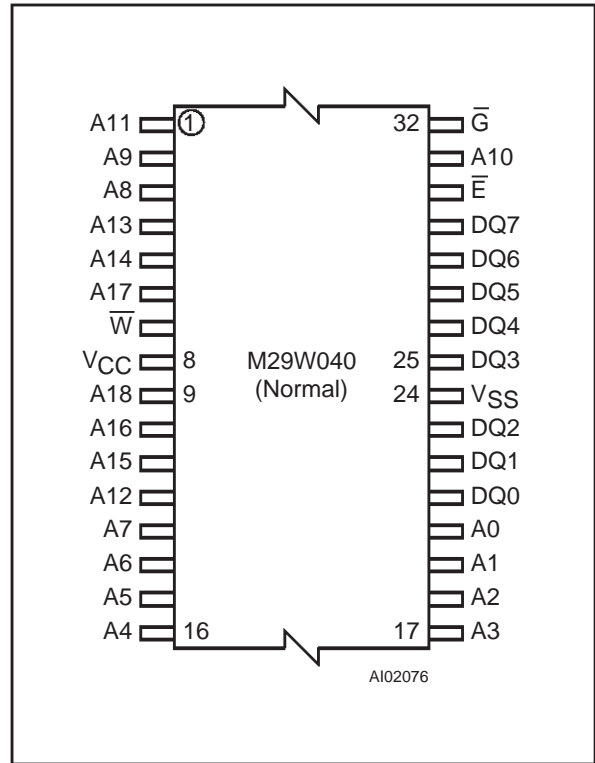 A11 1 32 G̅
A9 A10
A8 E̅
A13 DQ7
A14 DQ6
A17 DQ5
W̅ DQ4
VCC 8 M29W040 25 DQ3
A18 9 (Normal) 24 VSS
A16 DQ2
A15 DQ1
A12 DQ0
A7 A0
A6 A1
A5 A2
A4 16 17 A3
AI02076